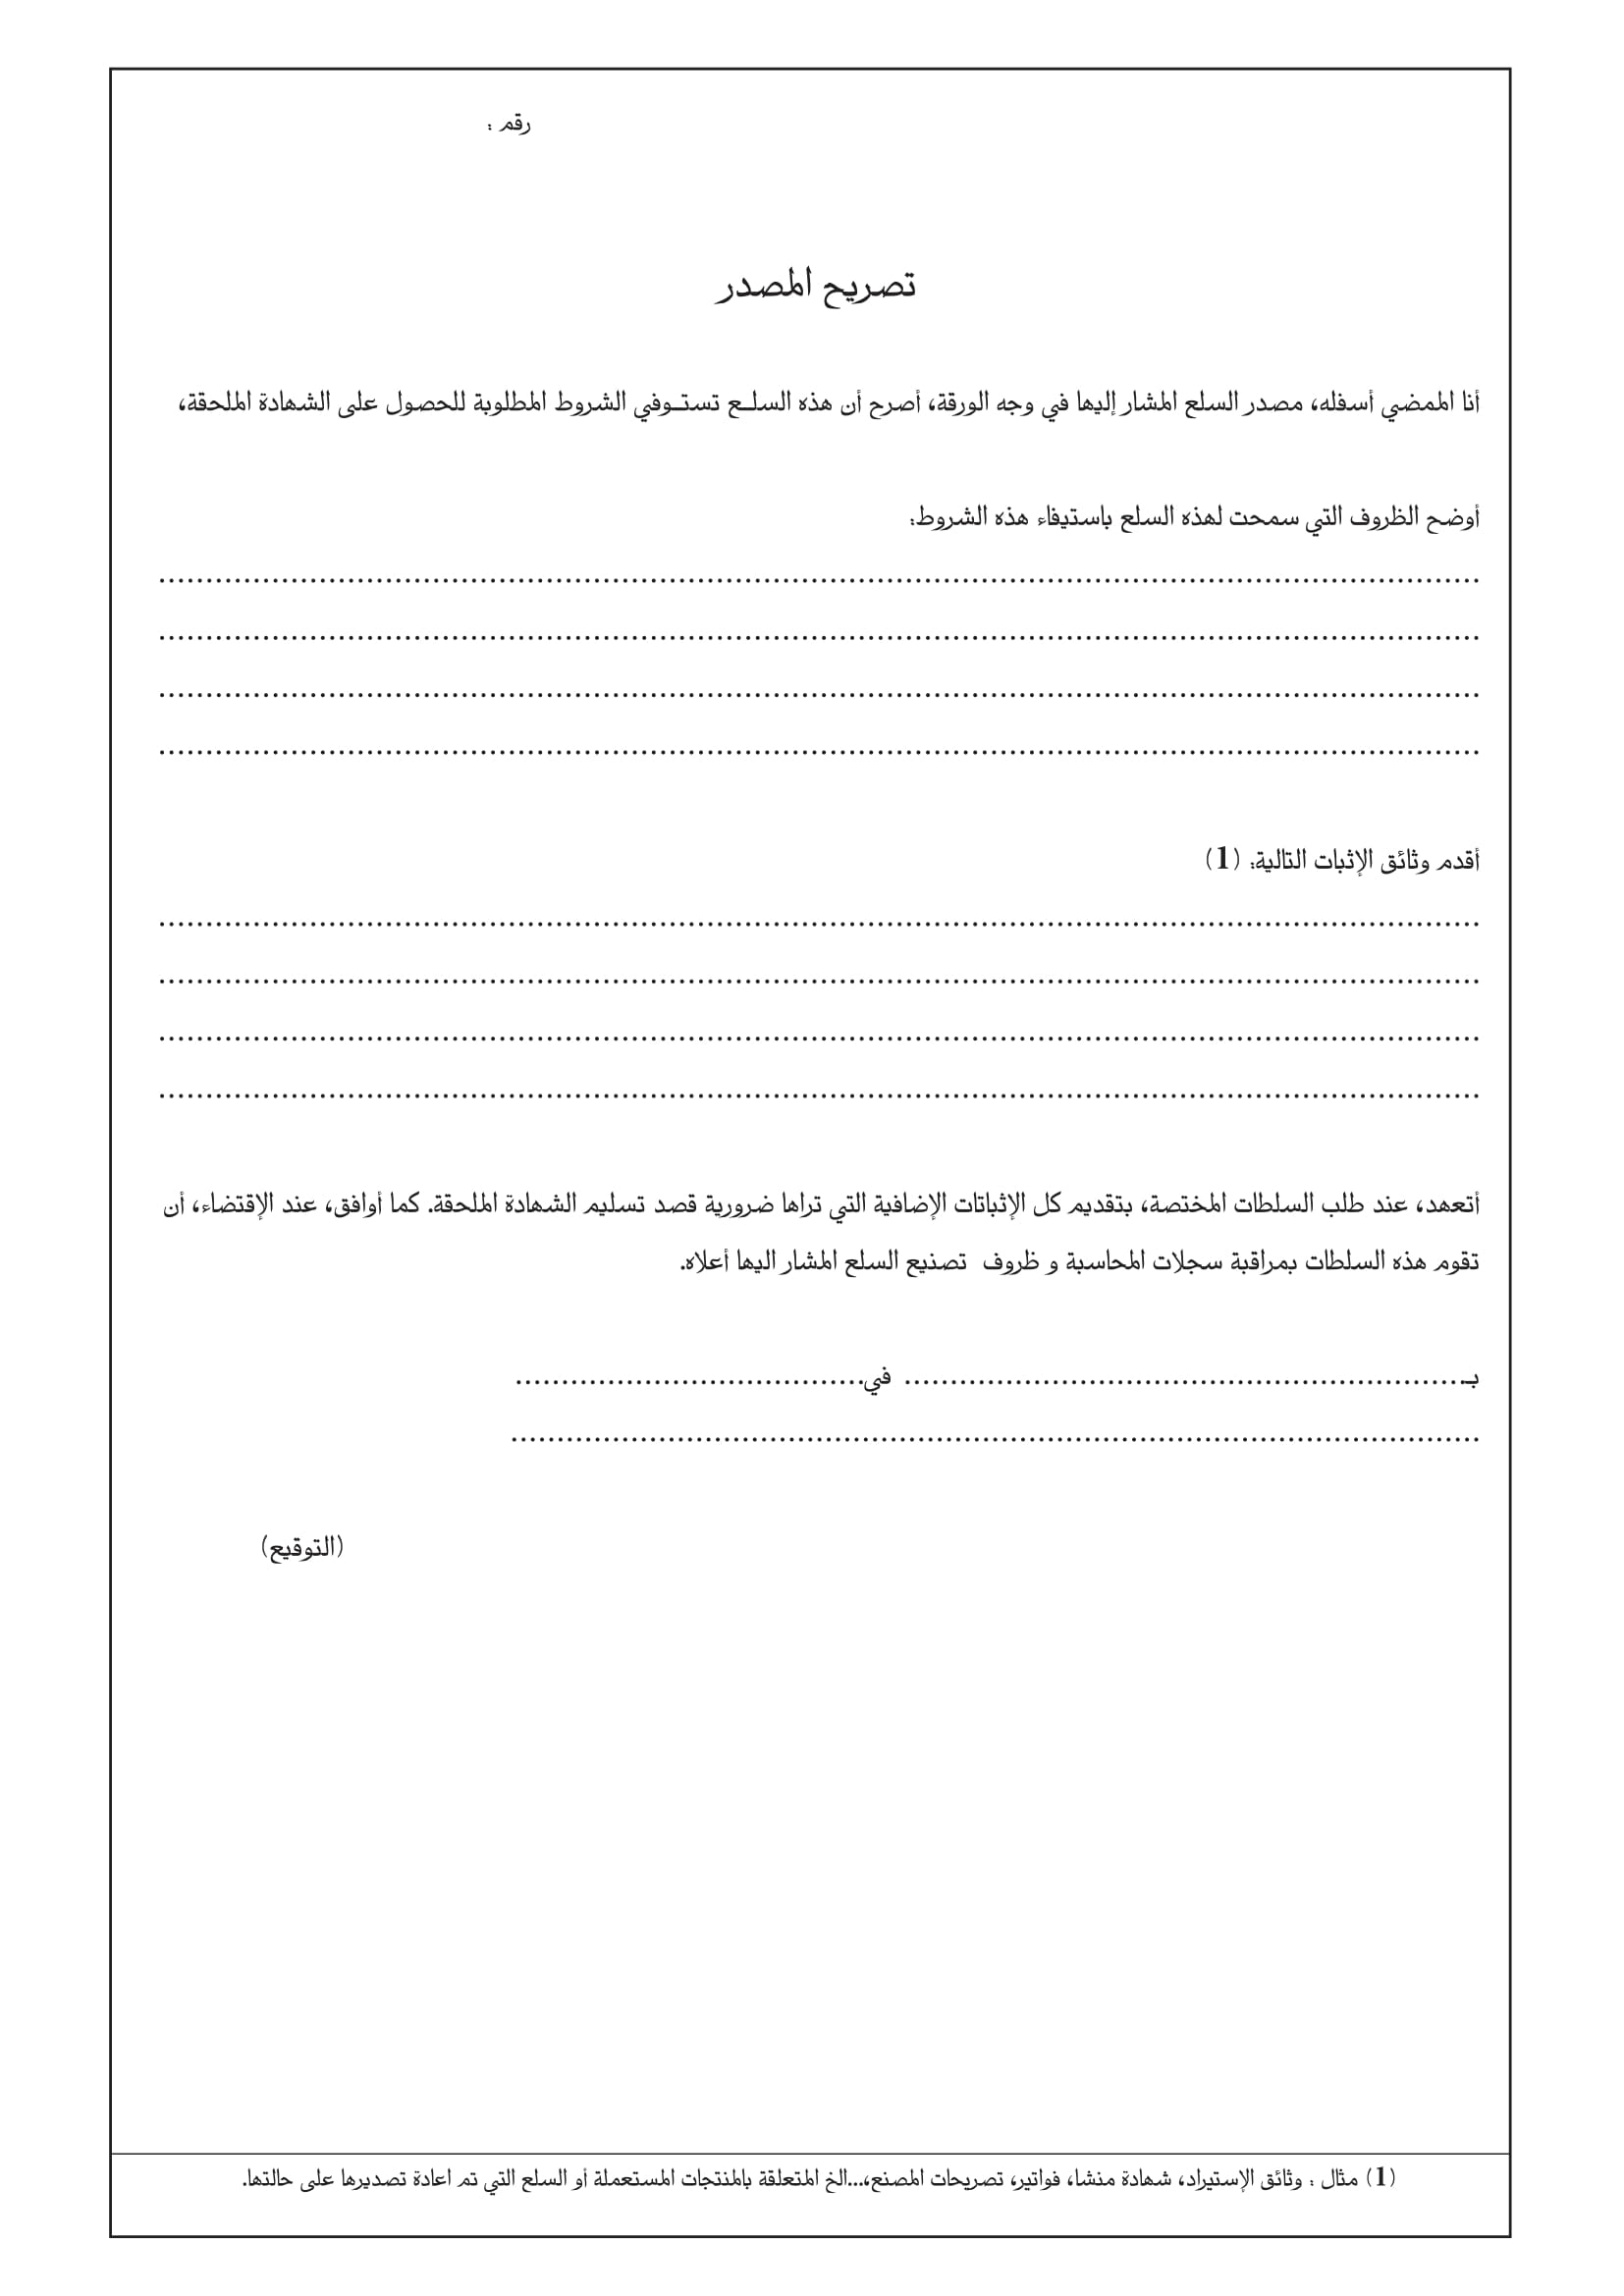 رقم :
تصريح المصدر
أنا الممضي أسفله، مصدر السلع المشار إليها في وجه الورقة، أصرح أن هذه السلــع تستــوفي الشروط المطلوبة للحصول على الشهادة الملحقة،
أوضح الظروف التي سمحت لهذه السلع باستيفاء هذه الشروط:
أقدم وثائق الإثبات التالية: (1)
أتعهد، عند طلب السلطات المختصة، بتقديم كل الإثباتات الإضافية التي تراها ضرورية قصد تسليم الشهادة الملحقة. كما أوافق، عند الإقتضاء، أن
تقوم هذه السلطات بمراقبة سجلات المحاسبة و ظروف تصنيع السلع المشار اليها أعلاه.
بـ............................................................. في......................................
(التوقيع)
(1) مثال : وثائق الإستيراد، شهادة منشا، فواتير، تصريحات المصنع،...الخ المتعلقة بالمنتجات المستعملة أو السلع التي تم اعادة تصديرها على حالتها.